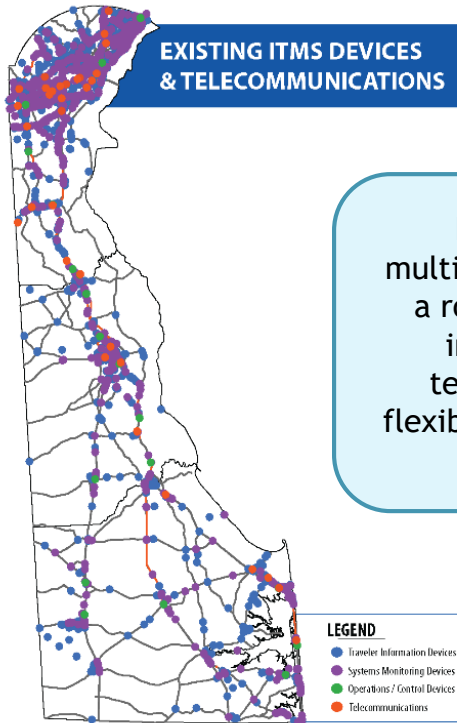 EXISTING ITMS DEVICES
& TELECOMMUNICATIONS
multi
a
in
te
flexib
LEGEND
Traveler Information Devices
Systems Monitoring Devices
Operations / Control Devices
Telecommunications